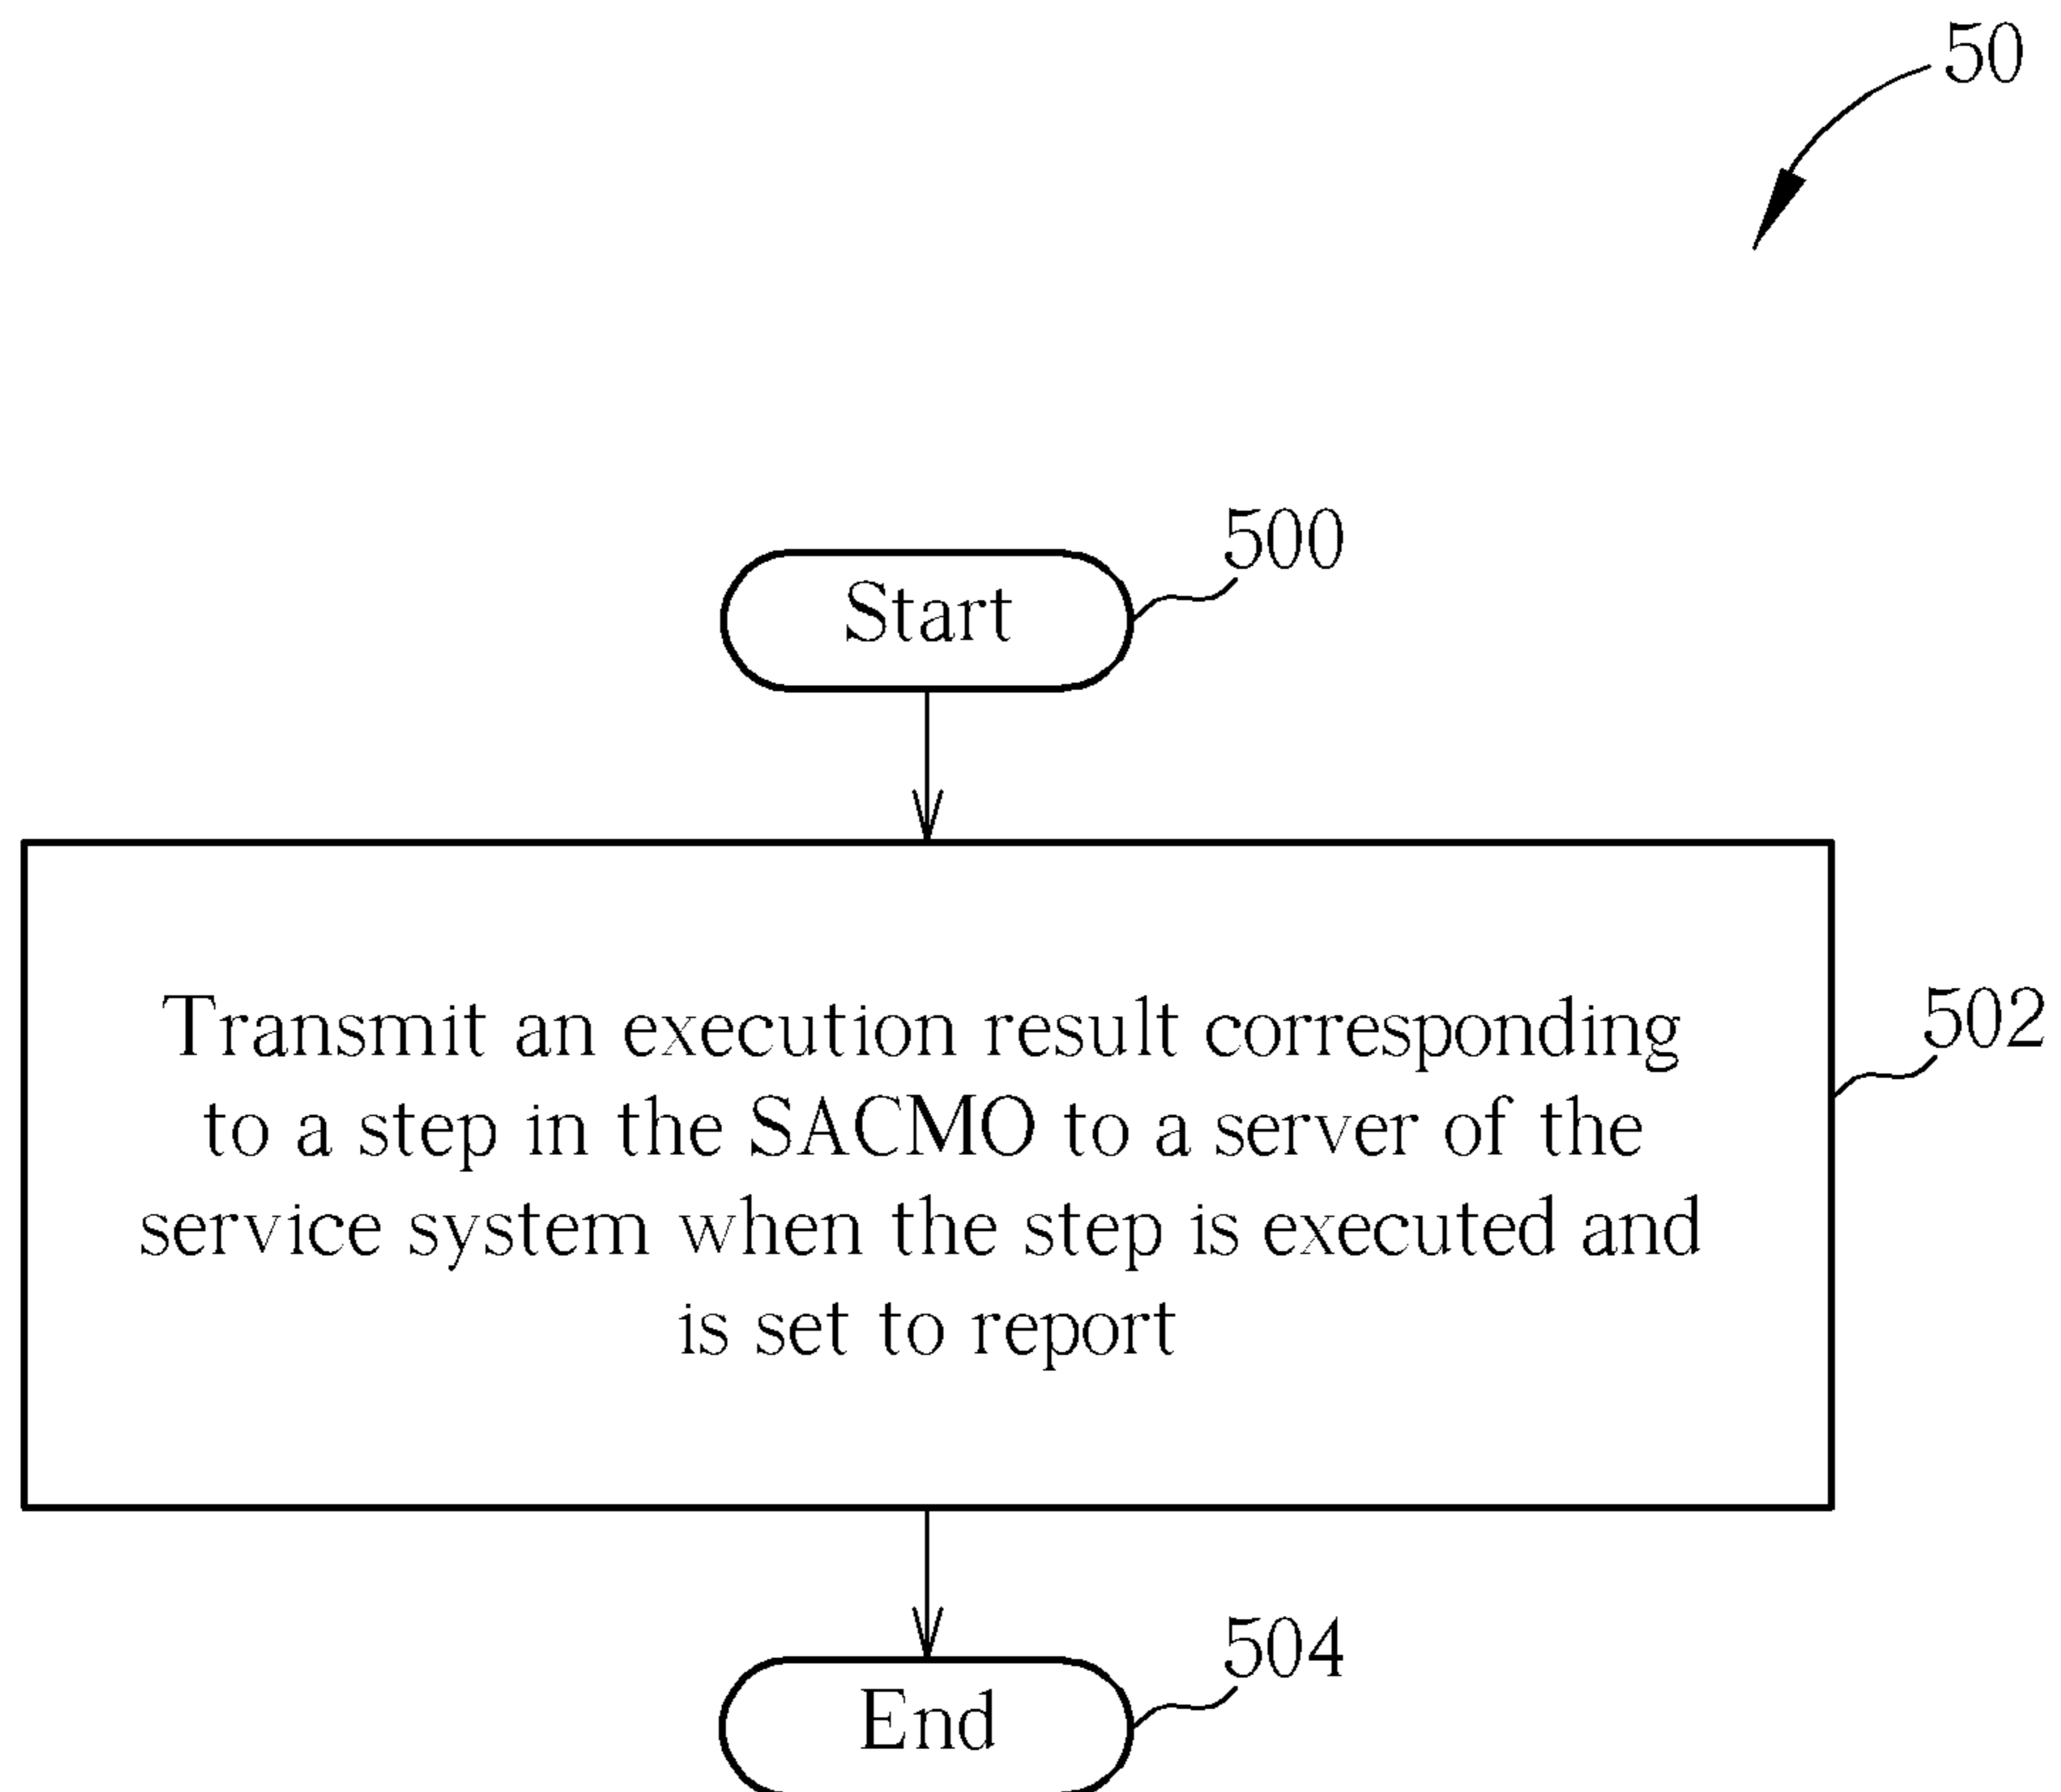 50
500
Start
Transmit an execution result corresponding
to a step in the SACMO to a server of the
service system when the step is executed and
is set to report
502
504
End